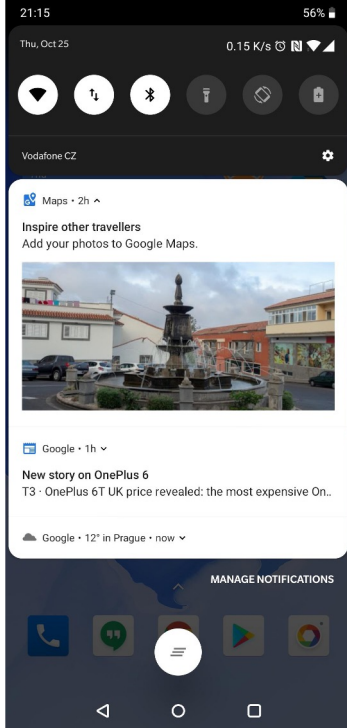 21:15
56%
Thu, Oct 25
0.15 K/s
Vodafone CZ
Maps • 2h
Inspire other travellers
Add your photos to Google Maps.
Google • 1h
New story on OnePlus 6
T3 · OnePlus 6T UK price revealed: the most expensive On..
Google • 12° in Prague • now
MANAGE NOTIFICATIONS